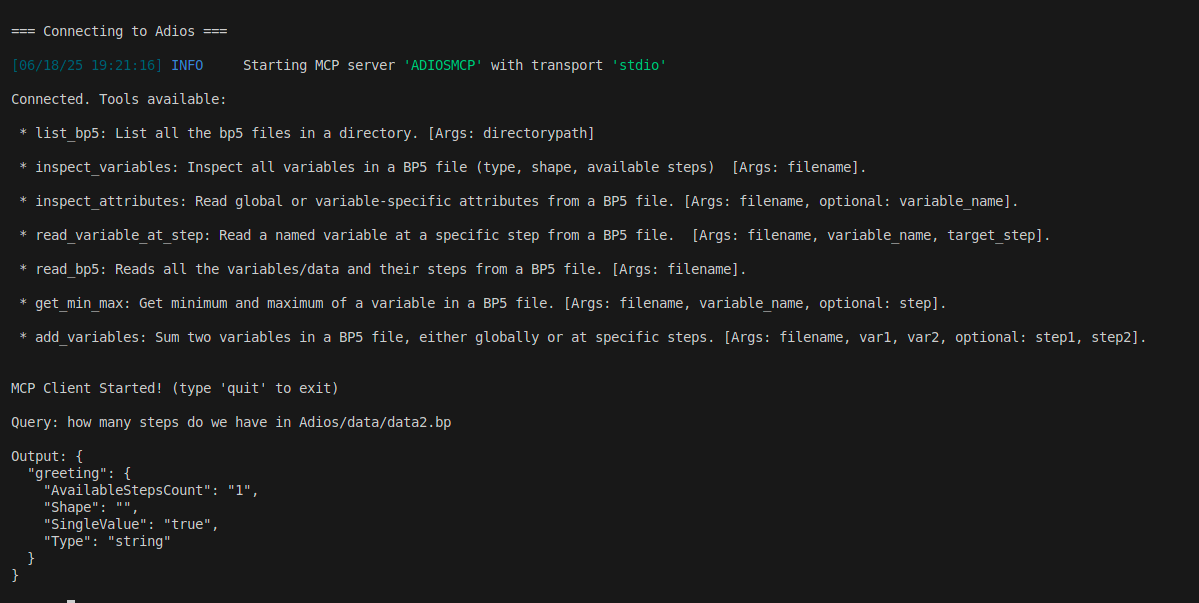 === Connecting to Adios ===
[06/18/25 19:21:16] INFO     Starting MCP server 'ADIOSMCP' with transport 'stdio'
Connected. Tools available:
 * list_bp5: List all the bp5 files in a directory. [Args: directorypath]
 * inspect_variables: Inspect all variables in a BP5 file (type, shape, available steps)  [Args: filename].
 * inspect_attributes: Read global or variable-specific attributes from a BP5 file. [Args: filename, optional: variable_name].
 * read_variable_at_step: Read a named variable at a specific step from a BP5 file.  [Args: filename, variable_name, target_step].
 * read_bp5: Reads all the variables/data and their steps from a BP5 file. [Args: filename].
 * get_min_max: Get minimum and maximum of a variable in a BP5 file. [Args: filename, variable_name, optional: step].
 * add_variables: Sum two variables in a BP5 file, either globally or at specific steps. [Args: filename, var1, var2, optional: step1, step2].
MCP Client Started! (type 'quit' to exit)
Query: how many steps do we have in Adios/data/data2.bp
Output: {
  "greeting": {
    "AvailableStepsCount": "1",
    "Shape": "",
    "SingleValue": "true",
    "Type": "string"
  }
}